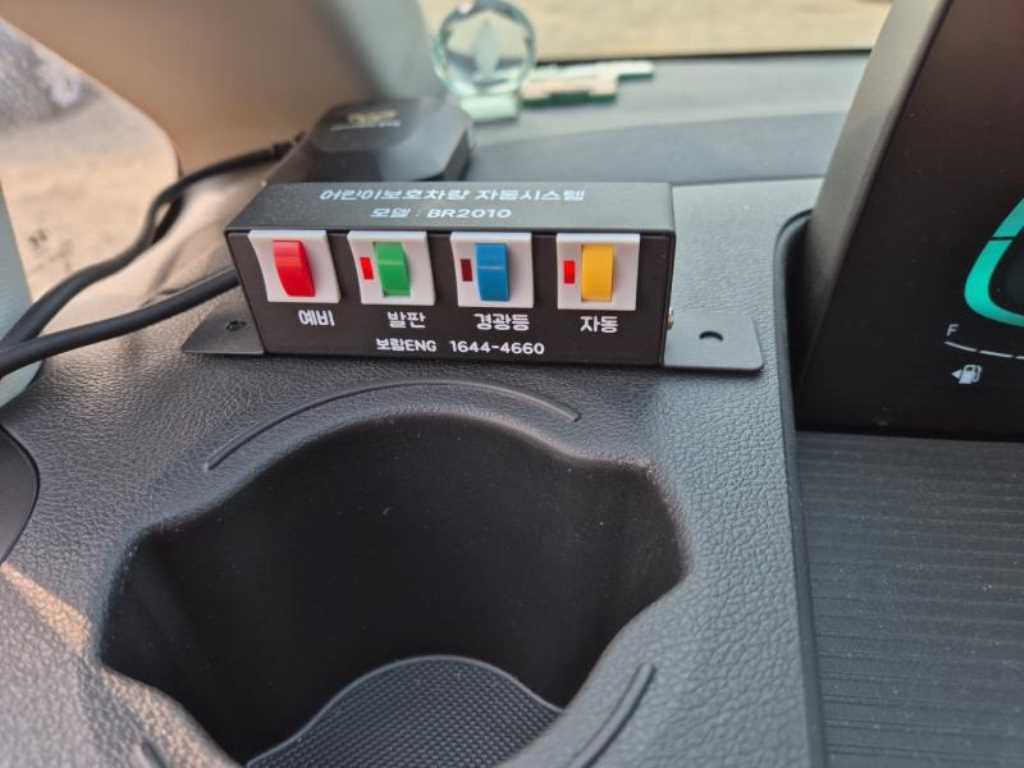 어린이보호차량 자동시스템
모델 : BR2010
예비 발판 경광등 자동
보람ENG 1644-4660
F